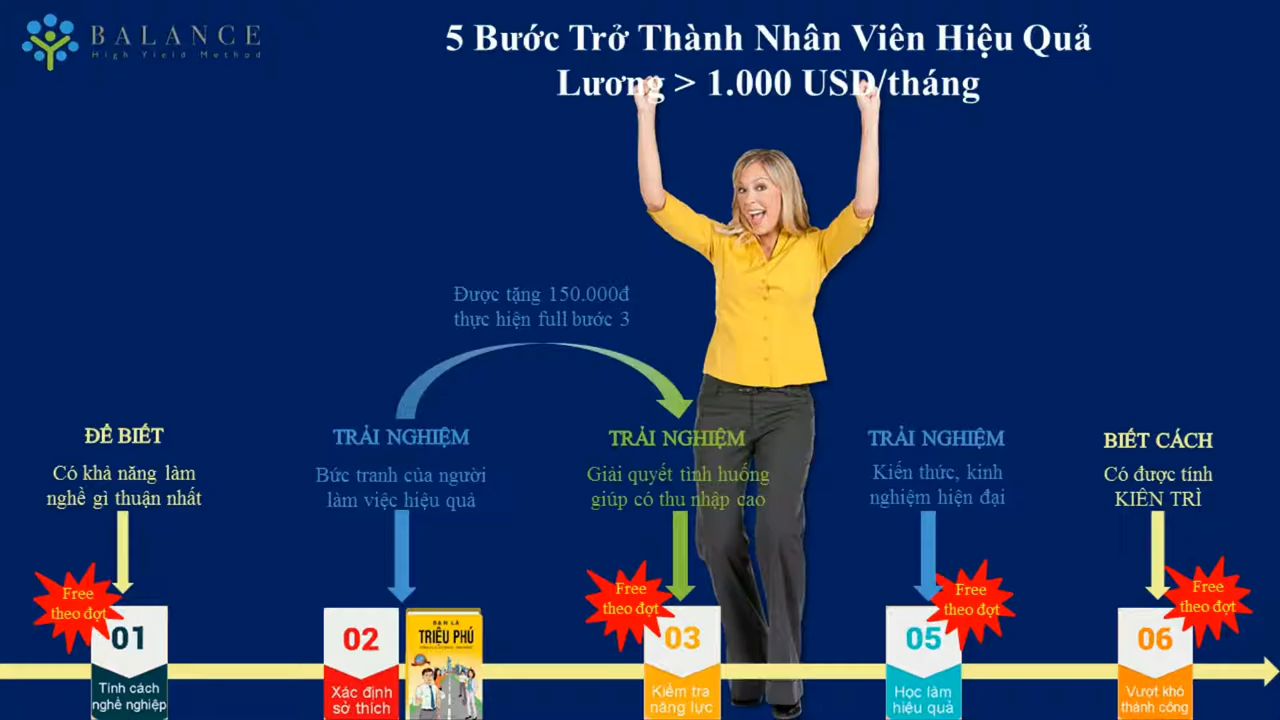 BALANCE
High Yield Method
5 Bước Trở Thành Nhân Viên Hiệu Quả
Lương > 1.000 USD/tháng
Được tặng 150.000đ
thực hiện full bước 3
ĐỂ BIẾT
Có khả năng làm
nghề gì thuận nhất
TRẢI NGHIỆM
Bức tranh của người
làm việc hiệu quả
TRẢI NGHIỆM
Giải quyết tình huống
giúp có thu nhập cao
TRẢI NGHIỆM
Kiến thức, kinh
nghiệm hiện đại
BIẾT CÁCH
Có được tính
KIÊN TRÌ
Free
theo đợt
01
Tính cách
nghề nghiệp
02
Xác định
sở thích
BẠN LÀ
TRIỆU PHÚ
Free
theo đợt
03
Kiểm tra
năng lực
Free
theo đợt
05
Học làm
hiệu quả
Free
theo đợt
06
Vượt khó
thành công